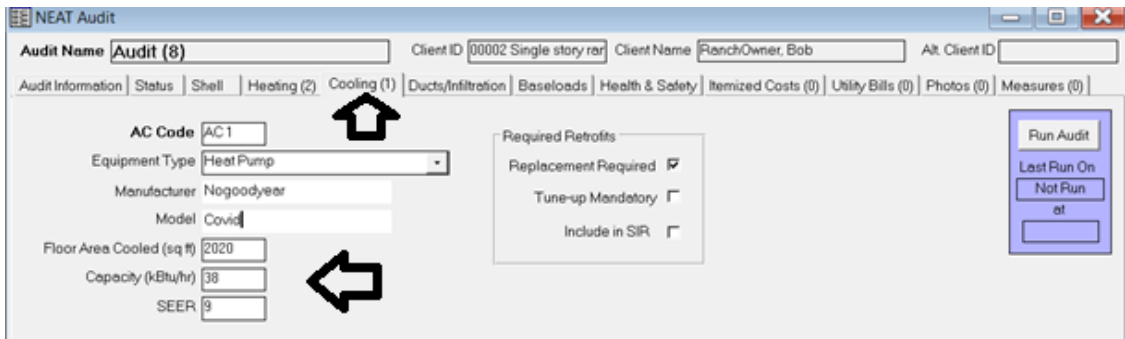 NEAT Audit
Audit Name Audit (8) Client ID 00002 Single story ran Client Name RanchOwner, Bob Alt. Client ID
Audit Information Status Shell Heating (2) Cooling (1) Ducts/Infiltration Baseloads Health & Safety Itemized Costs (0) Utility Bills (0) Photos (0) Measures (0)
AC Code AC1
Equipment Type Heat Pump
Manufacturer Nogoodyear
Model Covid
Floor Area Cooled (sq ft) 2020
Capacity (kBtu/hr) 38
SEER 9
Required Retrofits
Replacement Required
Tune-up Mandatory
Include in SIR
Run Audit
Last Run On
Not Run
at